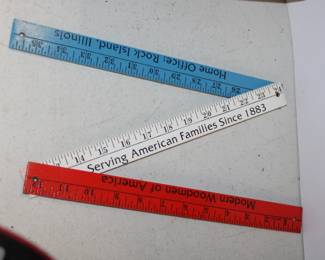 Home Office: Rock Island, Illinois
Serving American Families Since 1883
Modern Woodmen of America